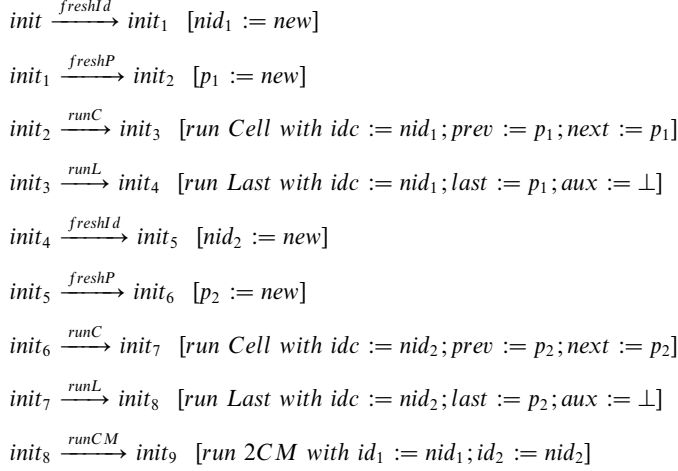 init —freshId→ init₁ [nid₁ := new]
init₁ —freshP→ init₂ [p₁ := new]
init₂ —runC→ init₃ [run Cell with idc := nid₁; prev := p₁; next := p₁]
init₃ —runL→ init₄ [run Last with idc := nid₁; last := p₁; aux := ⊥]
init₄ —freshId→ init₅ [nid₂ := new]
init₅ —freshP→ init₆ [p₂ := new]
init₆ —runC→ init₇ [run Cell with idc := nid₂; prev := p₂; next := p₂]
init₇ —runL→ init₈ [run Last with idc := nid₂; last := p₂; aux := ⊥]
init₈ —runCM→ init₉ [run 2CM with id₁ := nid₁; id₂ := nid₂]